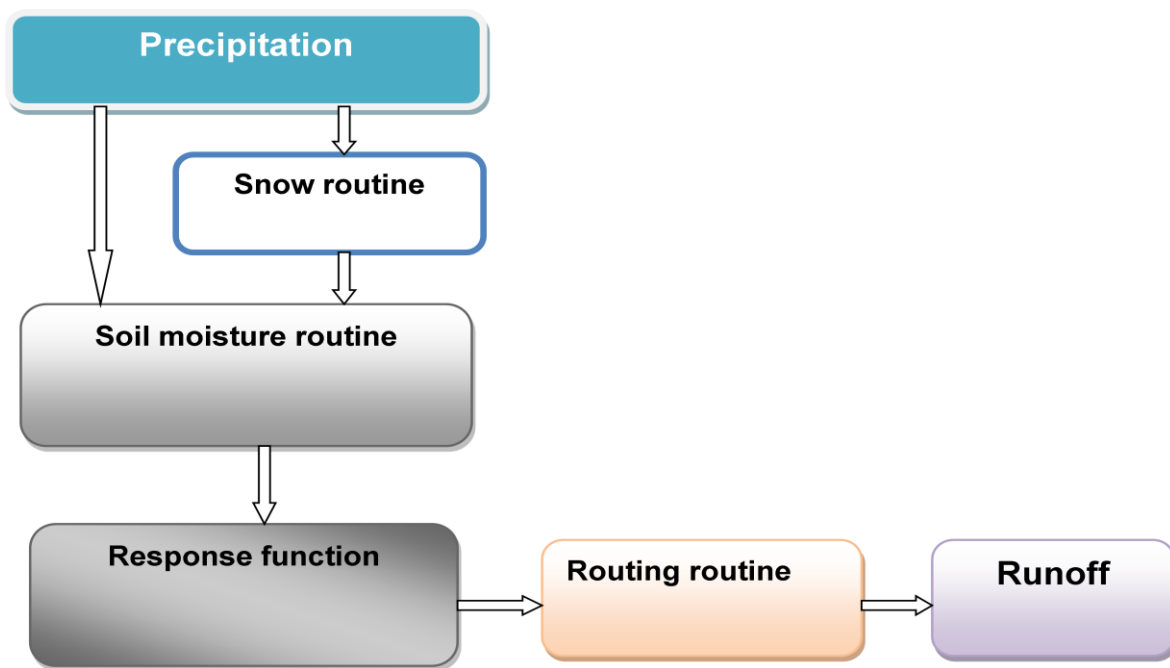 Precipitation
Snow routine
Soil moisture routine
Response function
Routing routine
Runoff